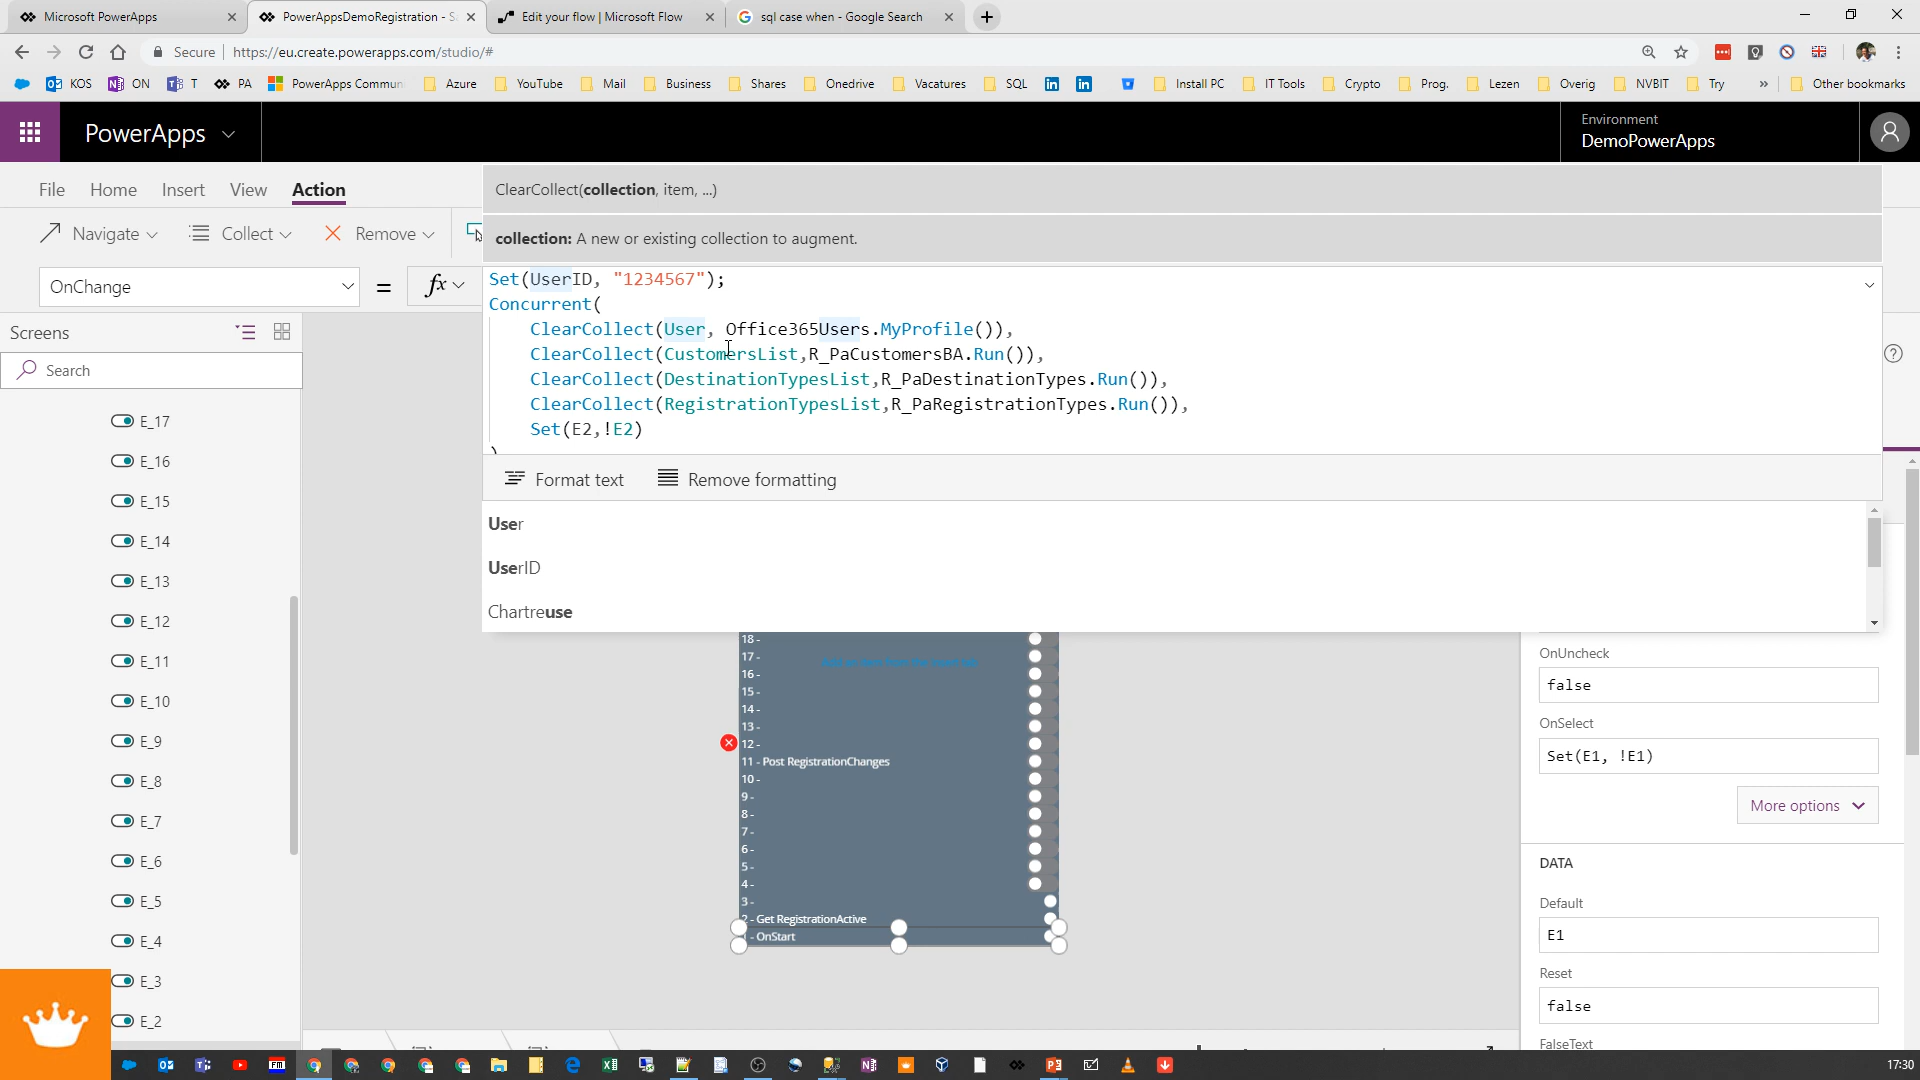 Microsoft PowerApps
PowerAppsDemoRegistration - S
Edit your flow | Microsoft Flow
sql case when - Google Search
Secure
https://eu.create.powerapps.com/studio/#
KOS
ON
T
PA
PowerApps Commun
Azure
YouTube
Mail
Business
Shares
Onedrive
Vacatures
SQL
Install PC
IT Tools
Crypto
Prog.
Lezen
Overig
NVBIT
Try
»
Other bookmarks
PowerApps
Environment
DemoPowerApps
File
Home
Insert
View
Action
ClearCollect(collection, item, ...)
Navigate
Collect
Remove
collection: A new or existing collection to augment.
OnChange
=
fx
Set(UserID, "1234567");
Concurrent(
ClearCollect(User, Office365Users.MyProfile()),
ClearCollect(CustomersList,R_PaCustomersBA.Run()),
ClearCollect(DestinationTypesList,R_PaDestinationTypes.Run()),
ClearCollect(RegistrationTypesList,R_PaRegistrationTypes.Run()),
Set(E2,!E2)
)
Format text
Remove formatting
User
UserID
Chartreuse
Screens
Search
E_17
E_16
E_15
E_14
E_13
E_12
E_11
E_10
E_9
E_8
E_7
E_6
E_5
E_4
E_3
E_2
18 -
17 -
16 -
15 -
14 -
13 -
12 -
11 - Post RegistrationChanges
10 -
9 -
8 -
7 -
6 -
5 -
4 -
3 -
2 - Get RegistrationActive
- OnStart
OnUncheck
false
OnSelect
Set(E1, !E1)
More options
DATA
Default
E1
Reset
false
FalseText
17:30